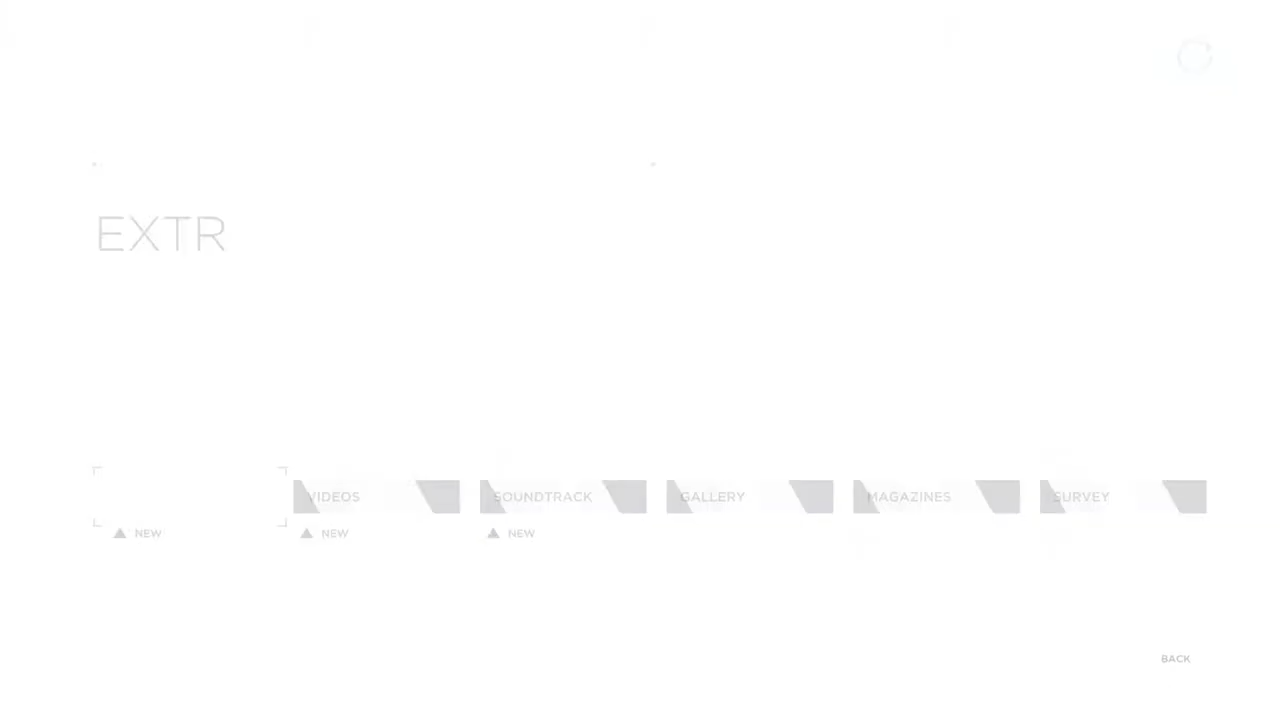 EXTR
VIDEOS
SOUNDTRACK
GALLERY
MAGAZINES
SURVEY
NEW
NEW
NEW
BACK